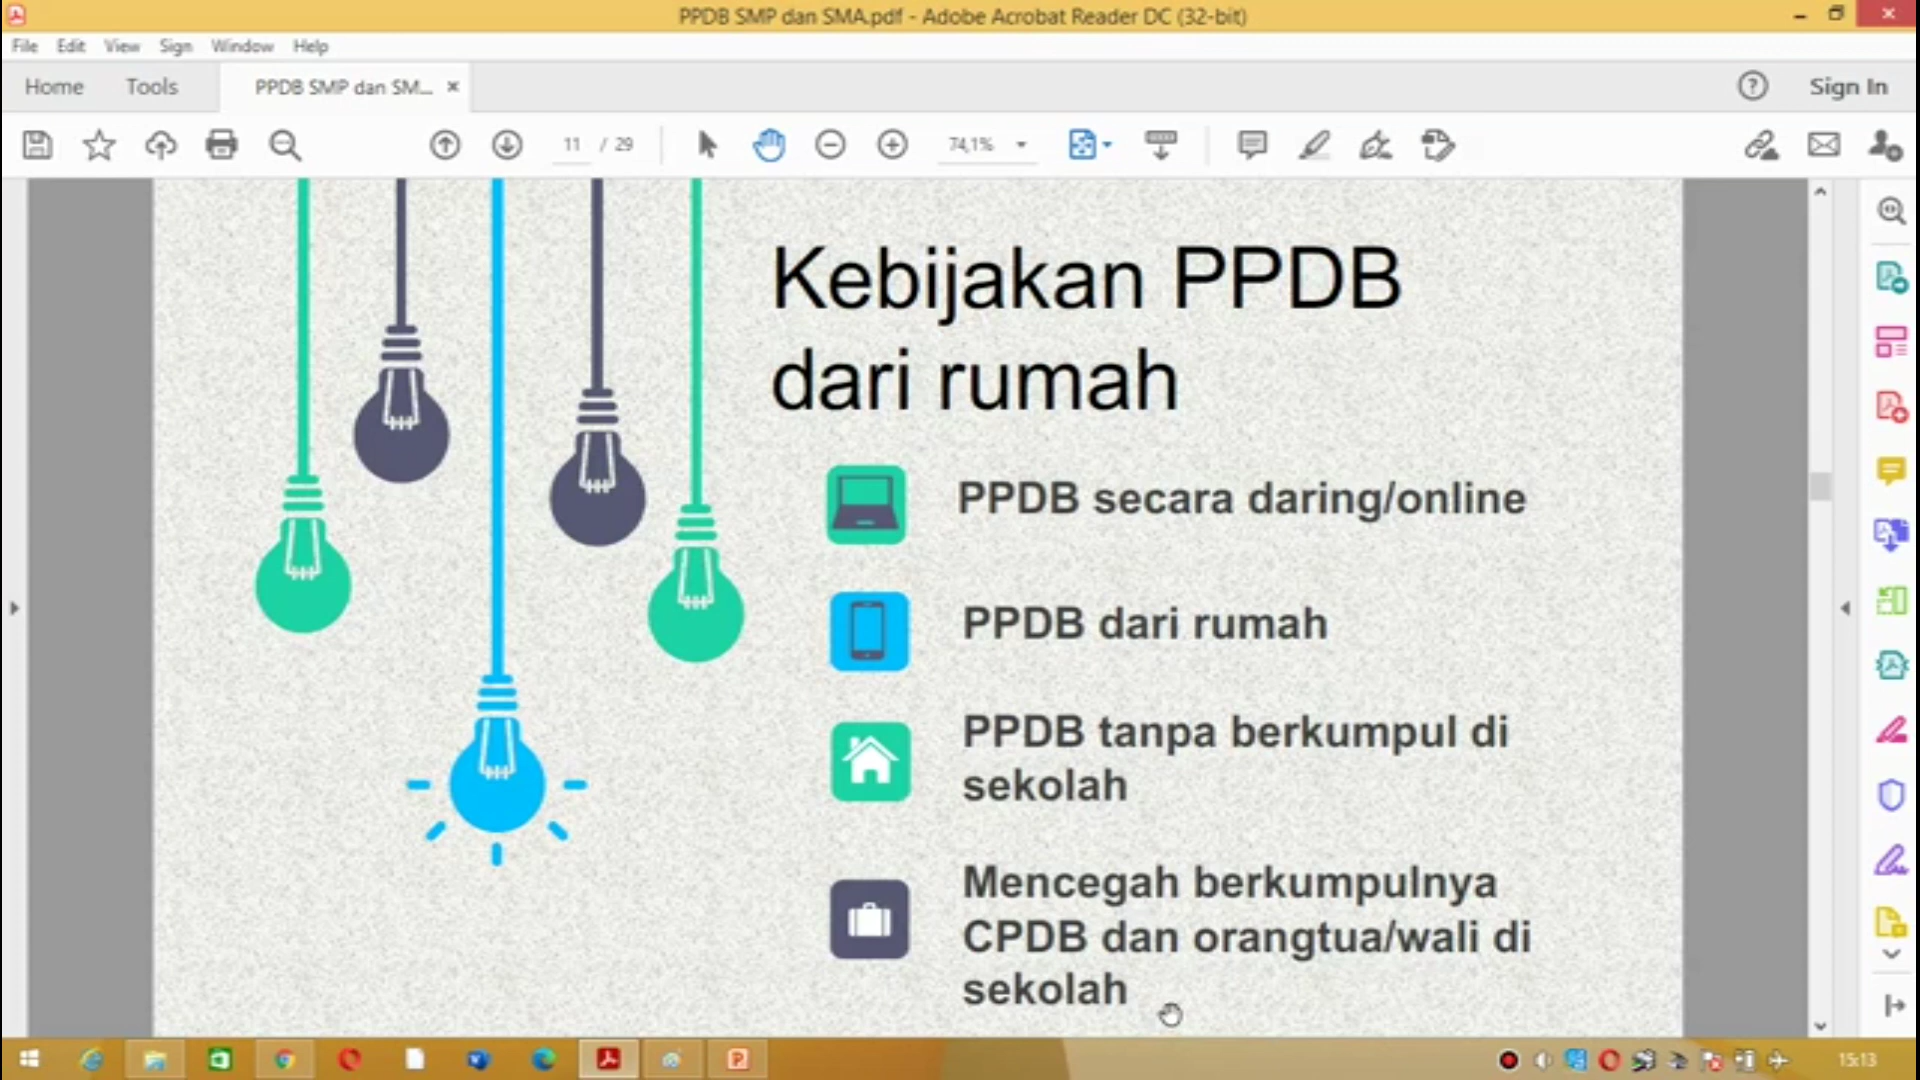 PPDB SMP dan SMA.pdf - Adobe Acrobat Reader DC (32-bit)
File Edit View Sign Window Help
Home Tools PPDB SMP dan SM... Sign In
11 / 29 74,1%
Kebijakan PPDB
dari rumah
PPDB secara daring/online
PPDB dari rumah
PPDB tanpa berkumpul di
sekolah
Mencegah berkumpulnya
CPDB dan orangtua/wali di
sekolah
15:13